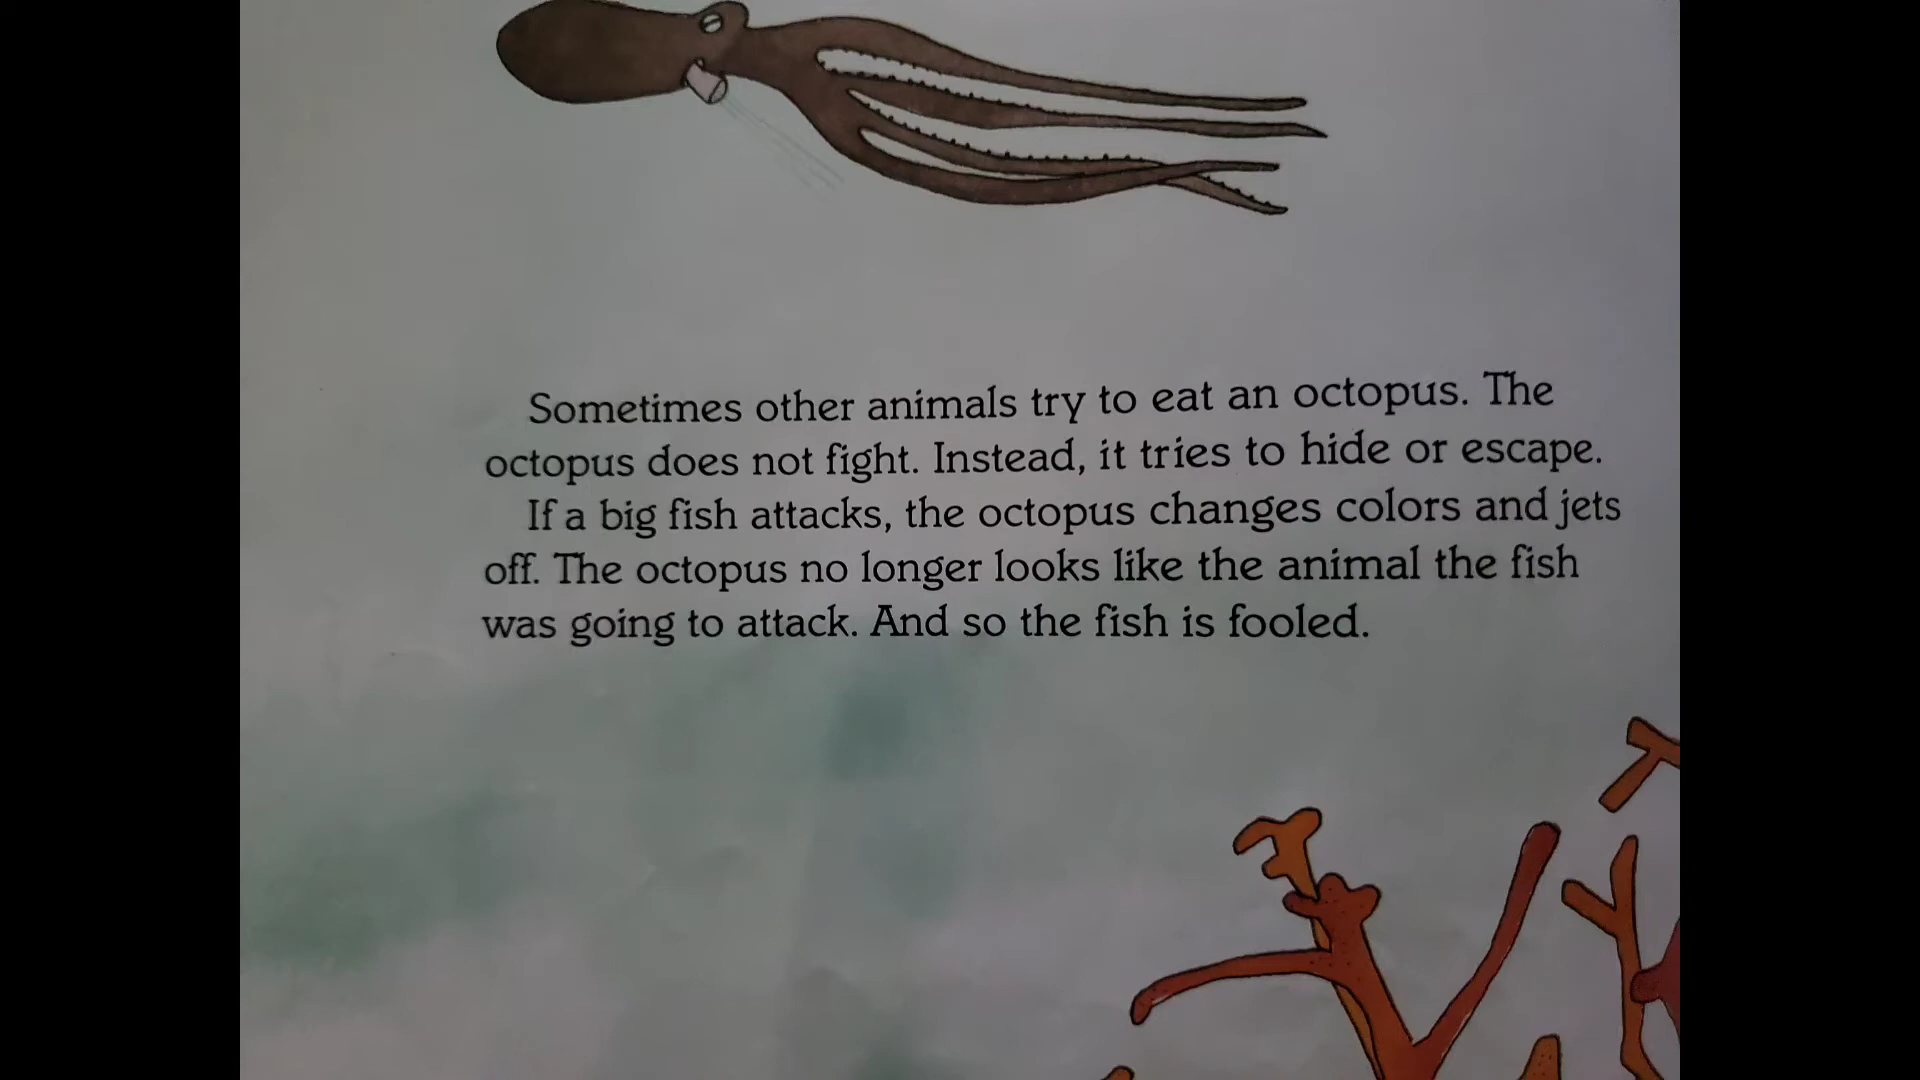 Sometimes other animals try to eat an octopus. The
octopus does not fight. Instead, it tries to hide or escape.
If a big fish attacks, the octopus changes colors and jets
off. The octopus no longer looks like the animal the fish
was going to attack. And so the fish is fooled.